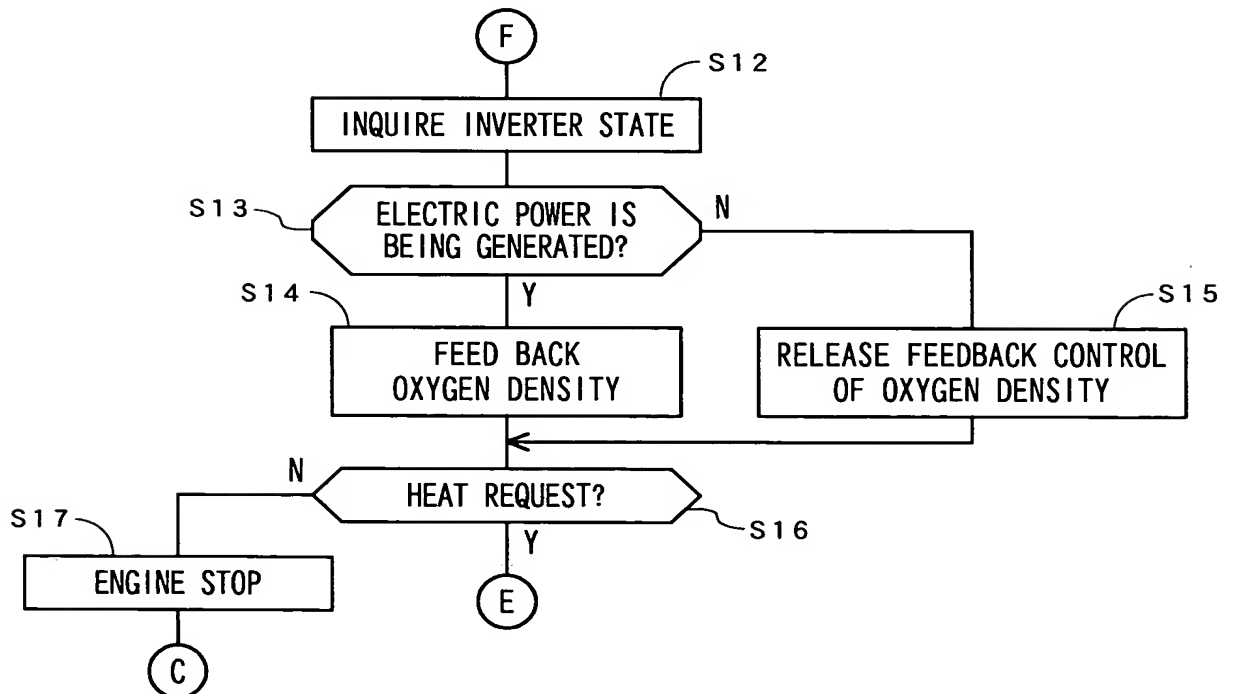 F
S12
INQUIRE INVERTER STATE
S13
ELECTRIC POWER IS
BEING GENERATED?
N
Y
S14
FEED BACK
OXYGEN DENSITY
S15
RELEASE FEEDBACK CONTROL
OF OXYGEN DENSITY
N
HEAT REQUEST?
S16
Y
S17
ENGINE STOP
E
C